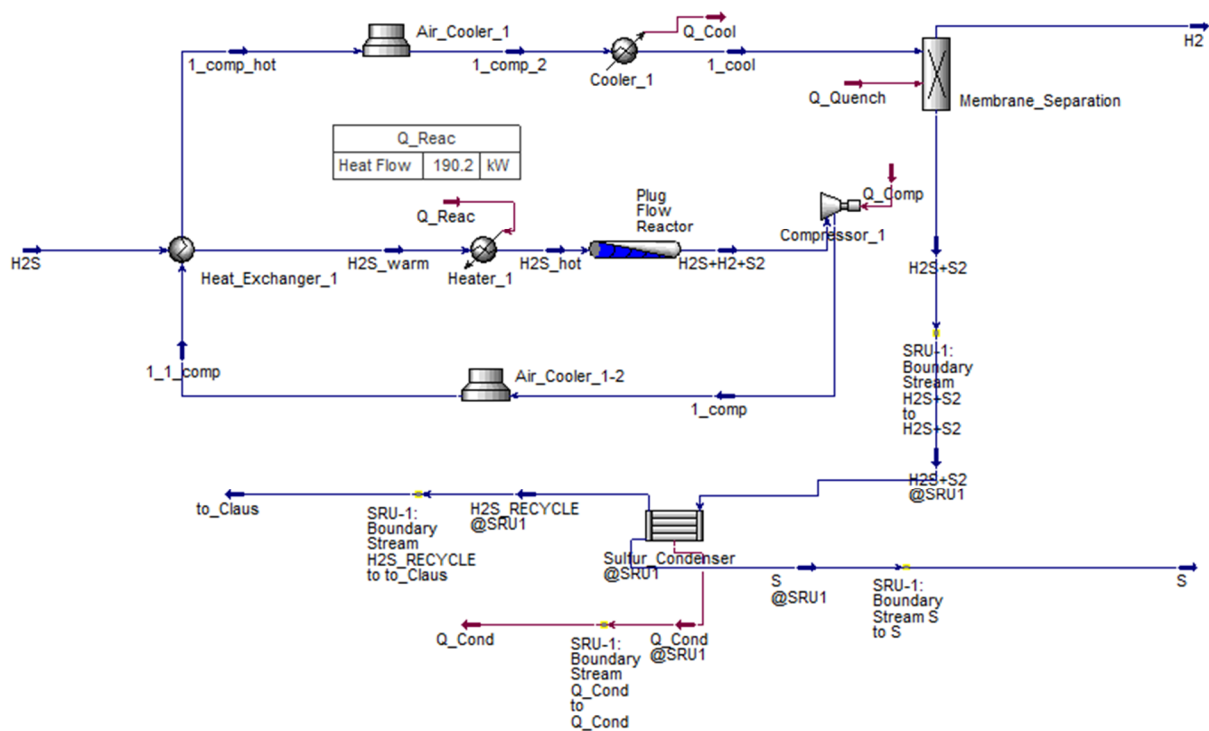 Air_Cooler_1
Q_Cool
H2
1_comp_hot
1_comp_2
Cooler_1
1_cool
Q_Quench
Membrane_Separation
Q_Reac
Heat Flow 190.2 kW
Q_Reac
Plug
Flow
Reactor
Q_Comp
Compressor_1
H2S
Heat_Exchanger_1
H2S_warm
Heater_1
H2S_hot
H2S+H2+S2
H2S+S2
1_1_comp
Air_Cooler_1-2
1_comp
SRU-1:
Boundary
Stream
H2S+S2
to
H2S+S2
H2S+S2
@SRU1
to_Claus
SRU-1:
Boundary
Stream
H2S_RECYCLE
to to_Claus
H2S_RECYCLE
@SRU1
Sulfur_Condenser
@SRU1
S
@SRU1
SRU-1:
Boundary
Stream S
to S
S
Q_Cond
SRU-1:
Boundary
Stream
Q_Cond
to
Q_Cond
Q_Cond
@SRU1